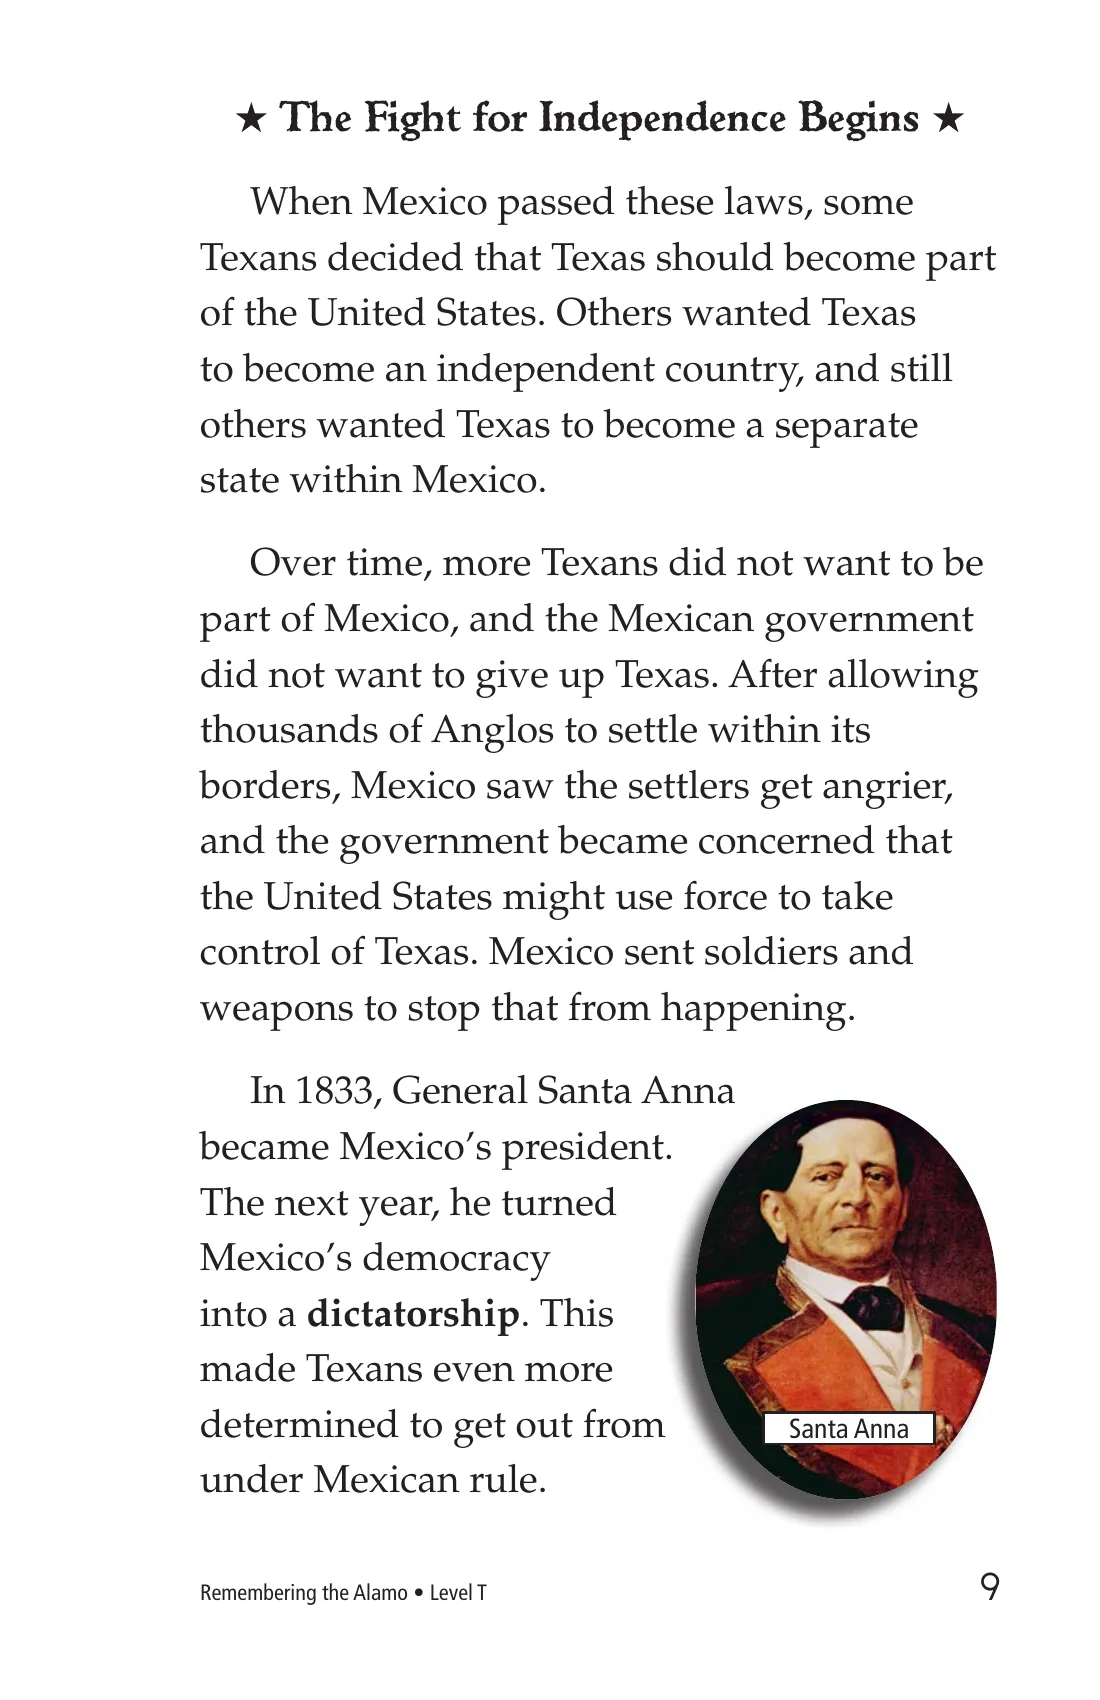 ★ The Fight for Independence Begins ★
When Mexico passed these laws, some
Texans decided that Texas should become part
of the United States. Others wanted Texas
to become an independent country, and still
others wanted Texas to become a separate
state within Mexico.
Over time, more Texans did not want to be
part of Mexico, and the Mexican government
did not want to give up Texas. After allowing
thousands of Anglos to settle within its
borders, Mexico saw the settlers get angrier,
and the government became concerned that
the United States might use force to take
control of Texas. Mexico sent soldiers and
weapons to stop that from happening.
In 1833, General Santa Anna
became Mexico’s president.
The next year, he turned
Mexico’s democracy
into a dictatorship. This
made Texans even more
determined to get out from
under Mexican rule.
Santa Anna
Remembering the Alamo • Level T
9